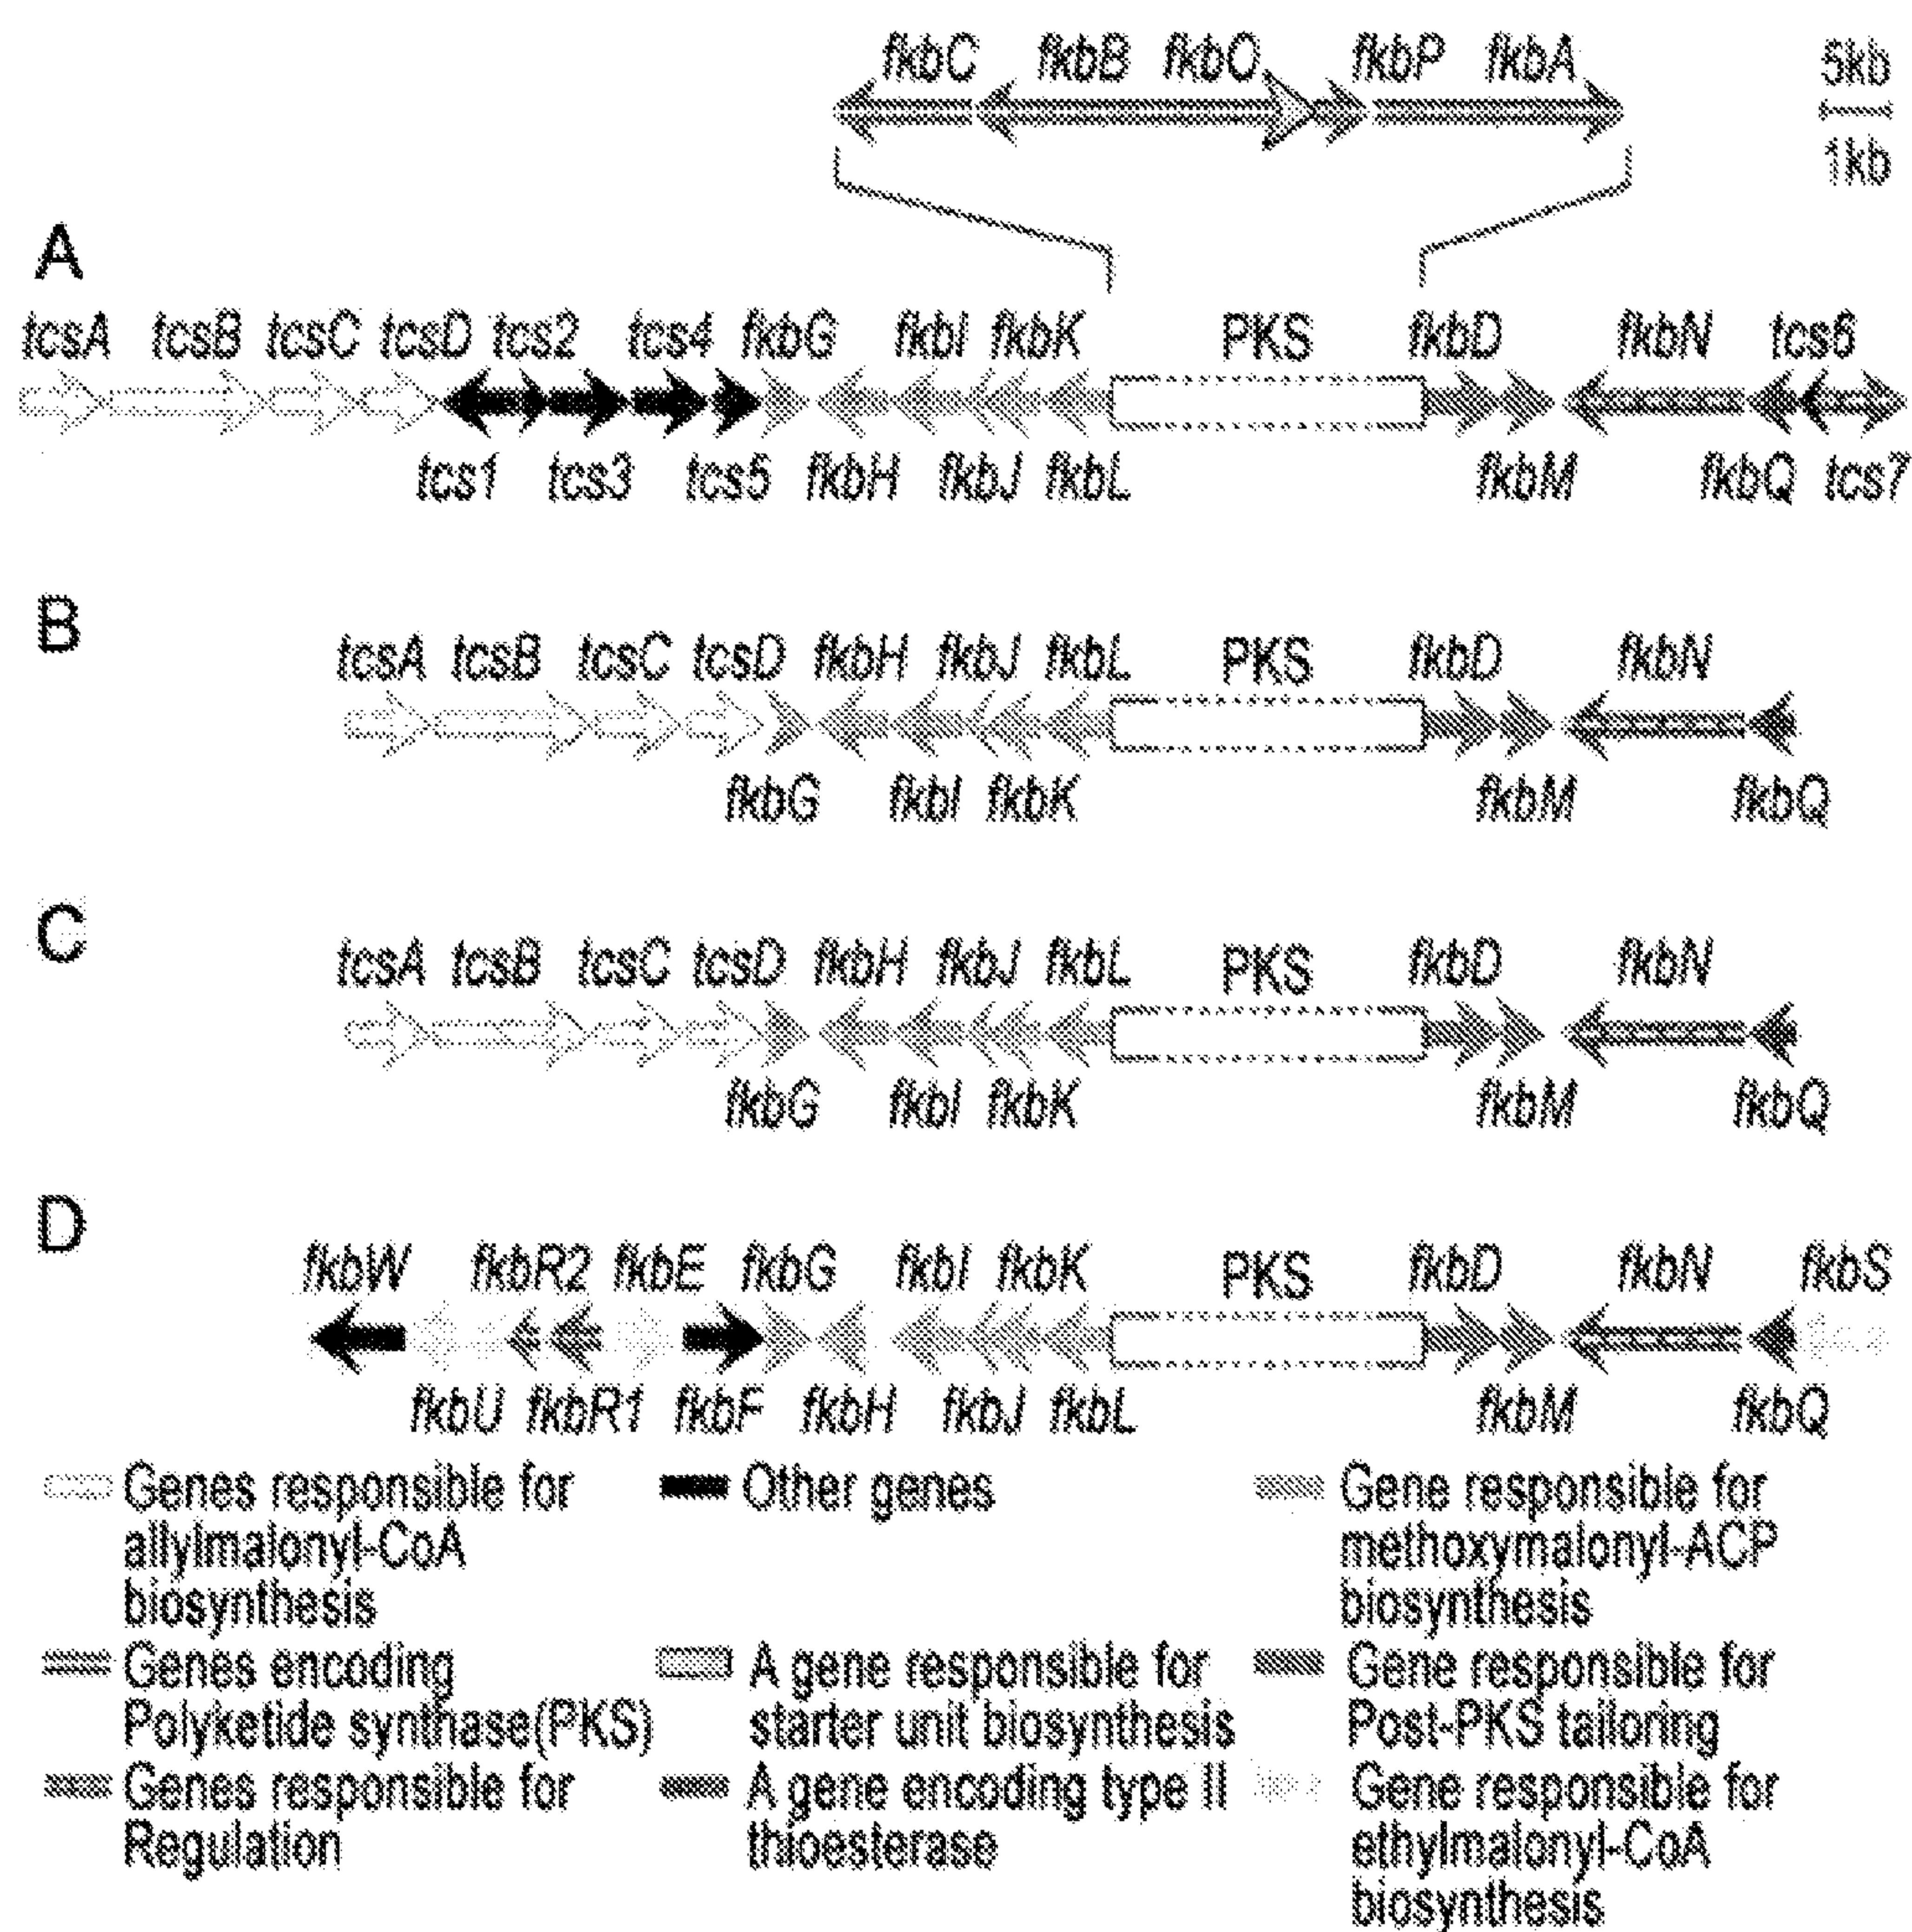 fkbC fkbB fkbO fkbP fkbA 5kb
1kb
A
tcsA tcsB tcsC tcsD tcs2 tcs4 fkbG fkbI fkbK PKS fkbD fkbN tcs6
tcs1 tcs3 tcs5 fkbH fkbJ fkbL fkbM fkbQ tcs7
B
tcsA tcsB tcsC tcsD fkbH fkbJ fkbL PKS fkbD fkbN
fkbG fkbI fkbK fkbM fkbQ
C
tcsA tcsB tcsC tcsD fkbH fkbJ fkbL PKS fkbD fkbN
fkbG fkbI fkbK fkbM fkbQ
D
fkbW fkbR2 fkbE fkbG fkbI fkbK PKS fkbD fkbN fkbS
fkbU fkbR1 fkbF fkbH fkbJ fkbL fkbM fkbQ
Genes responsible for
allylmalonyl-CoA
biosynthesis
Other genes
Gene responsible for
methoxymalonyl-ACP
biosynthesis
Genes encoding
Polyketide synthase(PKS)
A gene responsible for
starter unit biosynthesis
Gene responsible for
Post-PKS tailoring
Genes responsible for
Regulation
A gene encoding type II
thioesterase
Gene responsible for
ethylmalonyl-CoA
biosynthesis